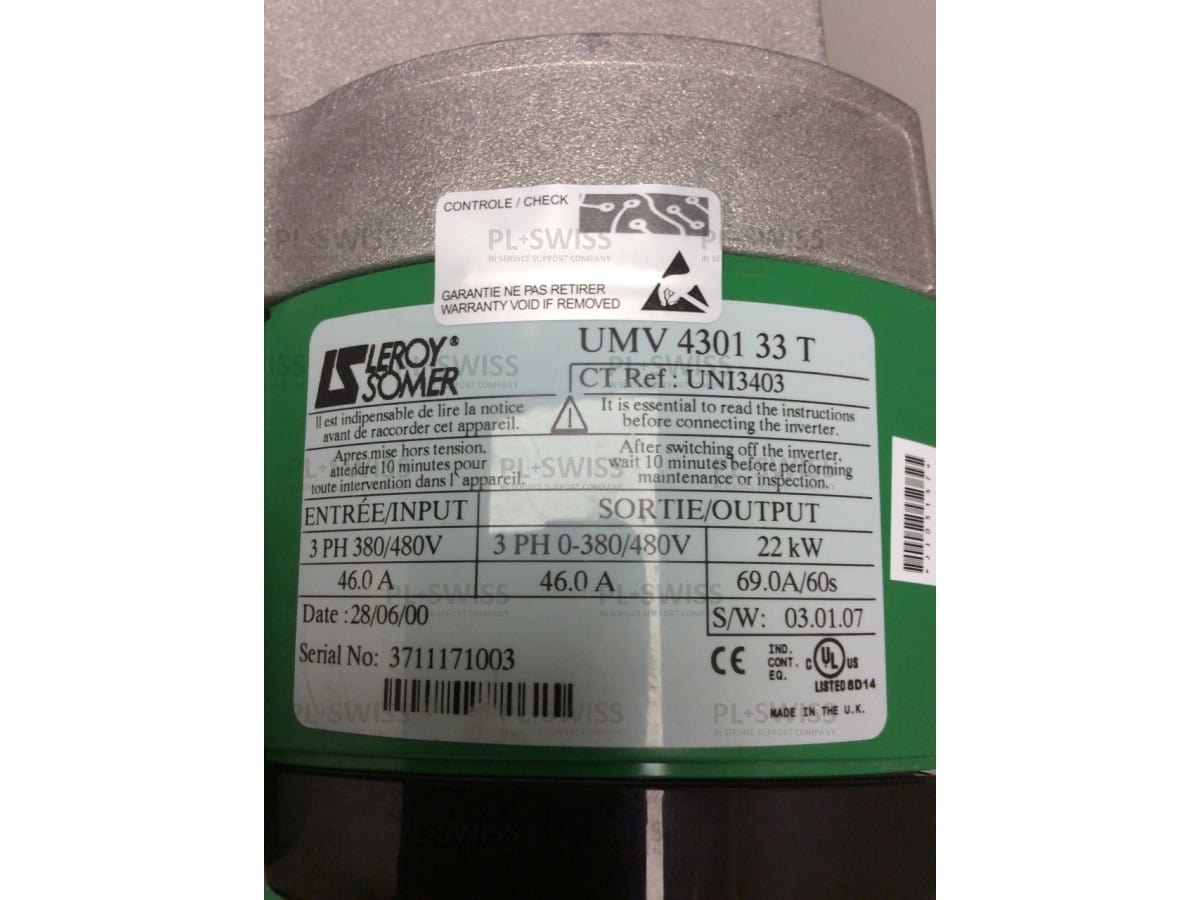 CONTROLE / CHECK
GARANTIE NE PAS RETIRER
WARRANTY VOID IF REMOVED
LEROY®
SOMER
UMV 4301 33 T
CT Ref : UNI3403
Il est indipensable de lire la notice
avant de raccorder cet appareil.
It is essential to read the instructions
before connecting the inverter.
Apres mise hors tension,
attendre 10 minutes pour
toute intervention dans l' appareil.
After switching off the inverter,
wait 10 minutes before performing
maintenance or inspection.
ENTRÉE/INPUT
SORTIE/OUTPUT
3 PH 380/480V
3 PH 0-380/480V
22 kW
46.0 A
46.0 A
69.0A/60s
Date : 28/06/00
S/W: 03.01.07
Serial No: 3711171003
CE
IND.
CONT.
EQ.
C UL US
LISTED 8D14
MADE IN THE U.K.
PL+SWISS
IN SERVICE SUPPORT COMPANY